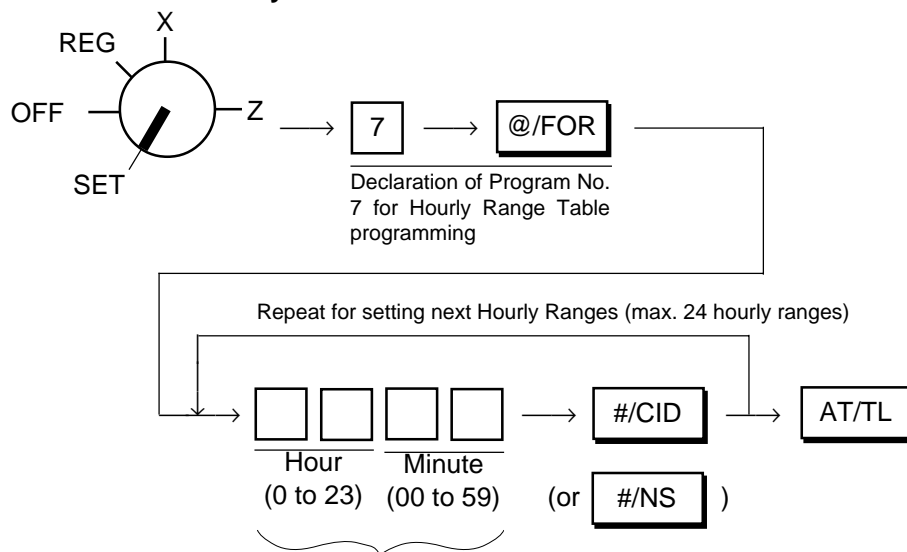 X
REG
OFF
Z
SET
7
@/FOR
Declaration of Program No.
7 for Hourly Range Table
programming
Repeat for setting next Hourly Ranges (max. 24 hourly ranges)
#/CID
AT/TL
Hour
Minute
(0 to 23)
(00 to 59)
(or #/NS )